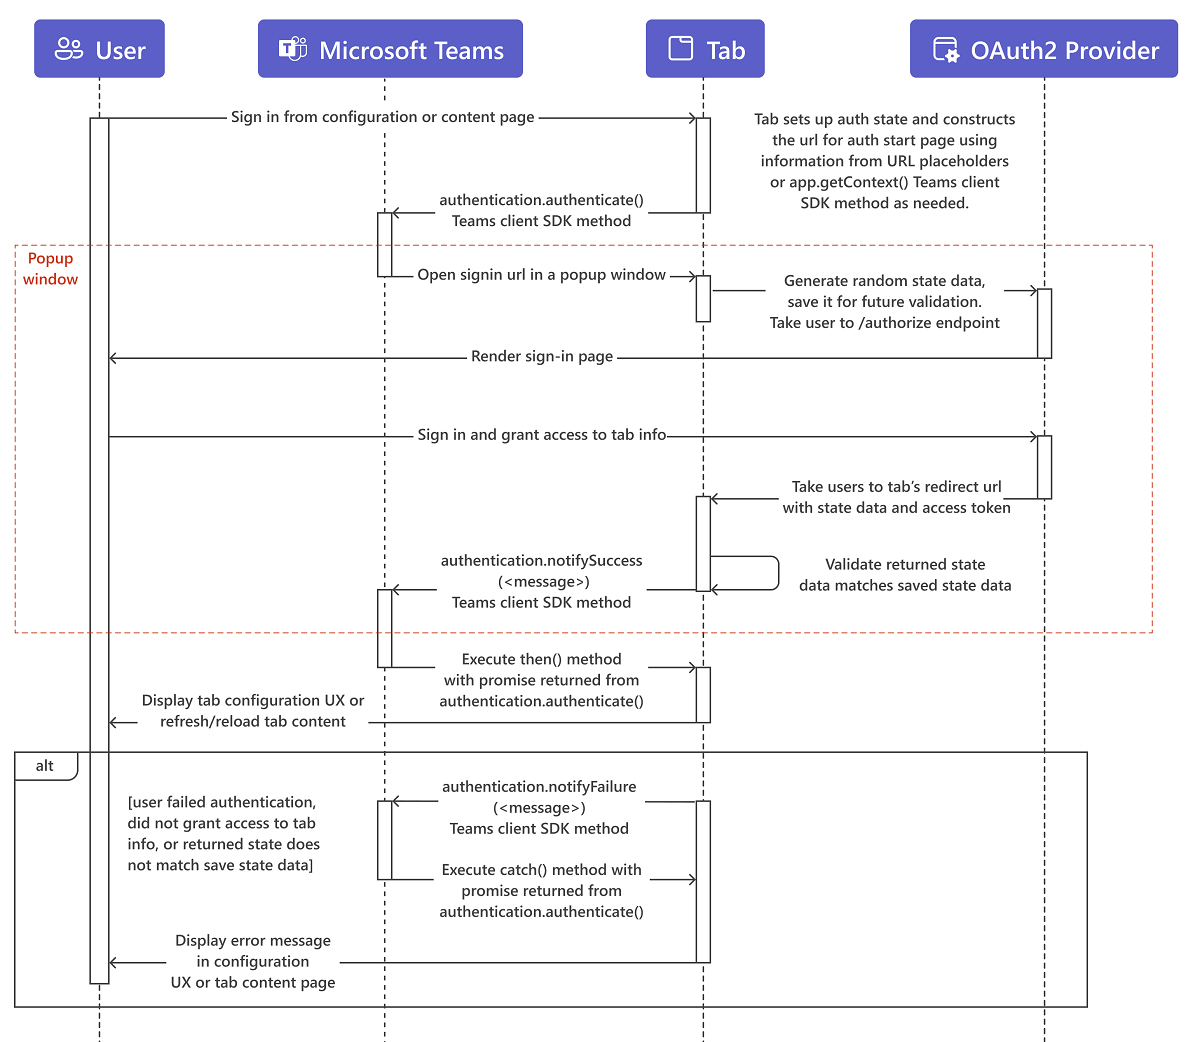 User
Microsoft Teams
Tab
OAuth2 Provider
Sign in from configuration or content page
Tab sets up auth state and constructs
the url for auth start page using
information from URL placeholders
or app.getContext() Teams client
SDK method as needed.
authentication.authenticate()
Teams client SDK method
Popup
window
Open signin url in a popup window
Generate random state data,
save it for future validation.
Take user to /authorize endpoint
Render sign-in page
Sign in and grant access to tab info
Take users to tab’s redirect url
with state data and access token
authentication.notifySuccess
(<message>)
Teams client SDK method
Validate returned state
data matches saved state data
Execute then() method
with promise returned from
authentication.authenticate()
Display tab configuration UX or
refresh/reload tab content
alt
[user failed authentication,
did not grant access to tab
info, or returned state does
not match save state data]
authentication.notifyFailure
(<message>)
Teams client SDK method
Execute catch() method with
promise returned from
authentication.authenticate()
Display error message
in configuration
UX or tab content page